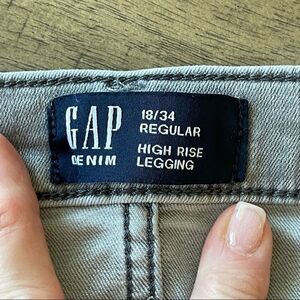 GAP
DENIM
18/34
REGULAR
HIGH RISE
LEGGING